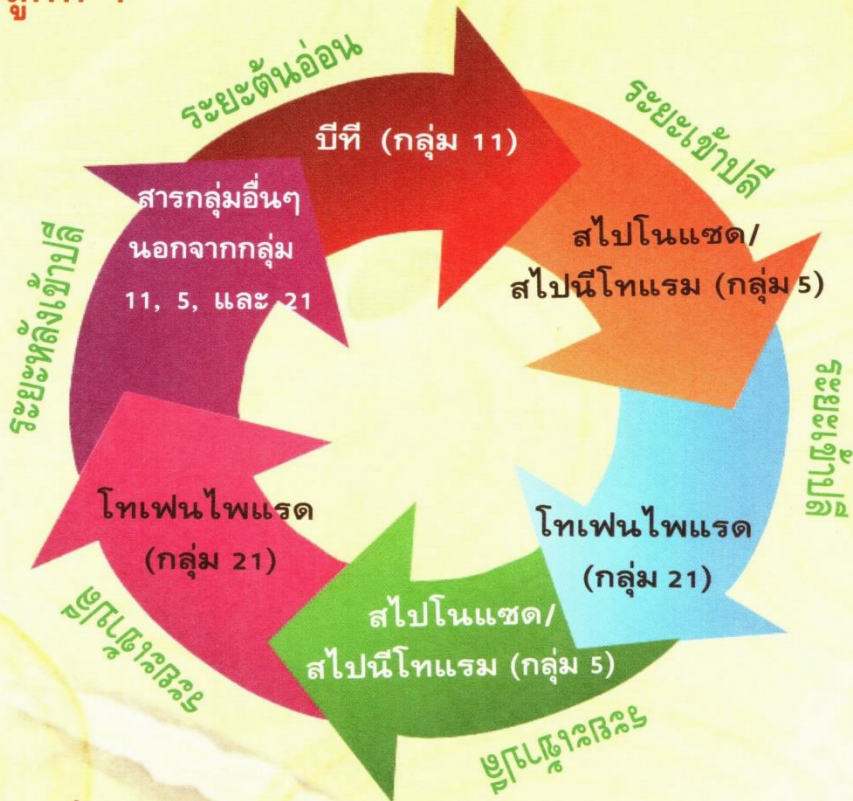 ระยะต้นอ่อน
บีที (กลุ่ม 11)
ระยะเข้าปลี
สไปโนแซด/
สไปนีโทแรม (กลุ่ม 5)
ระยะเข้าปลี
โทเฟนไพแรด
(กลุ่ม 21)
ระยะเข้าปลี
สไปโนแซด/
สไปนีโทแรม (กลุ่ม 5)
ระยะเข้าปลี
โทเฟนไพแรด
(กลุ่ม 21)
ระยะหลังเข้าปลี
สารกลุ่มอื่นๆ
นอกจากกลุ่ม
11, 5, และ 21